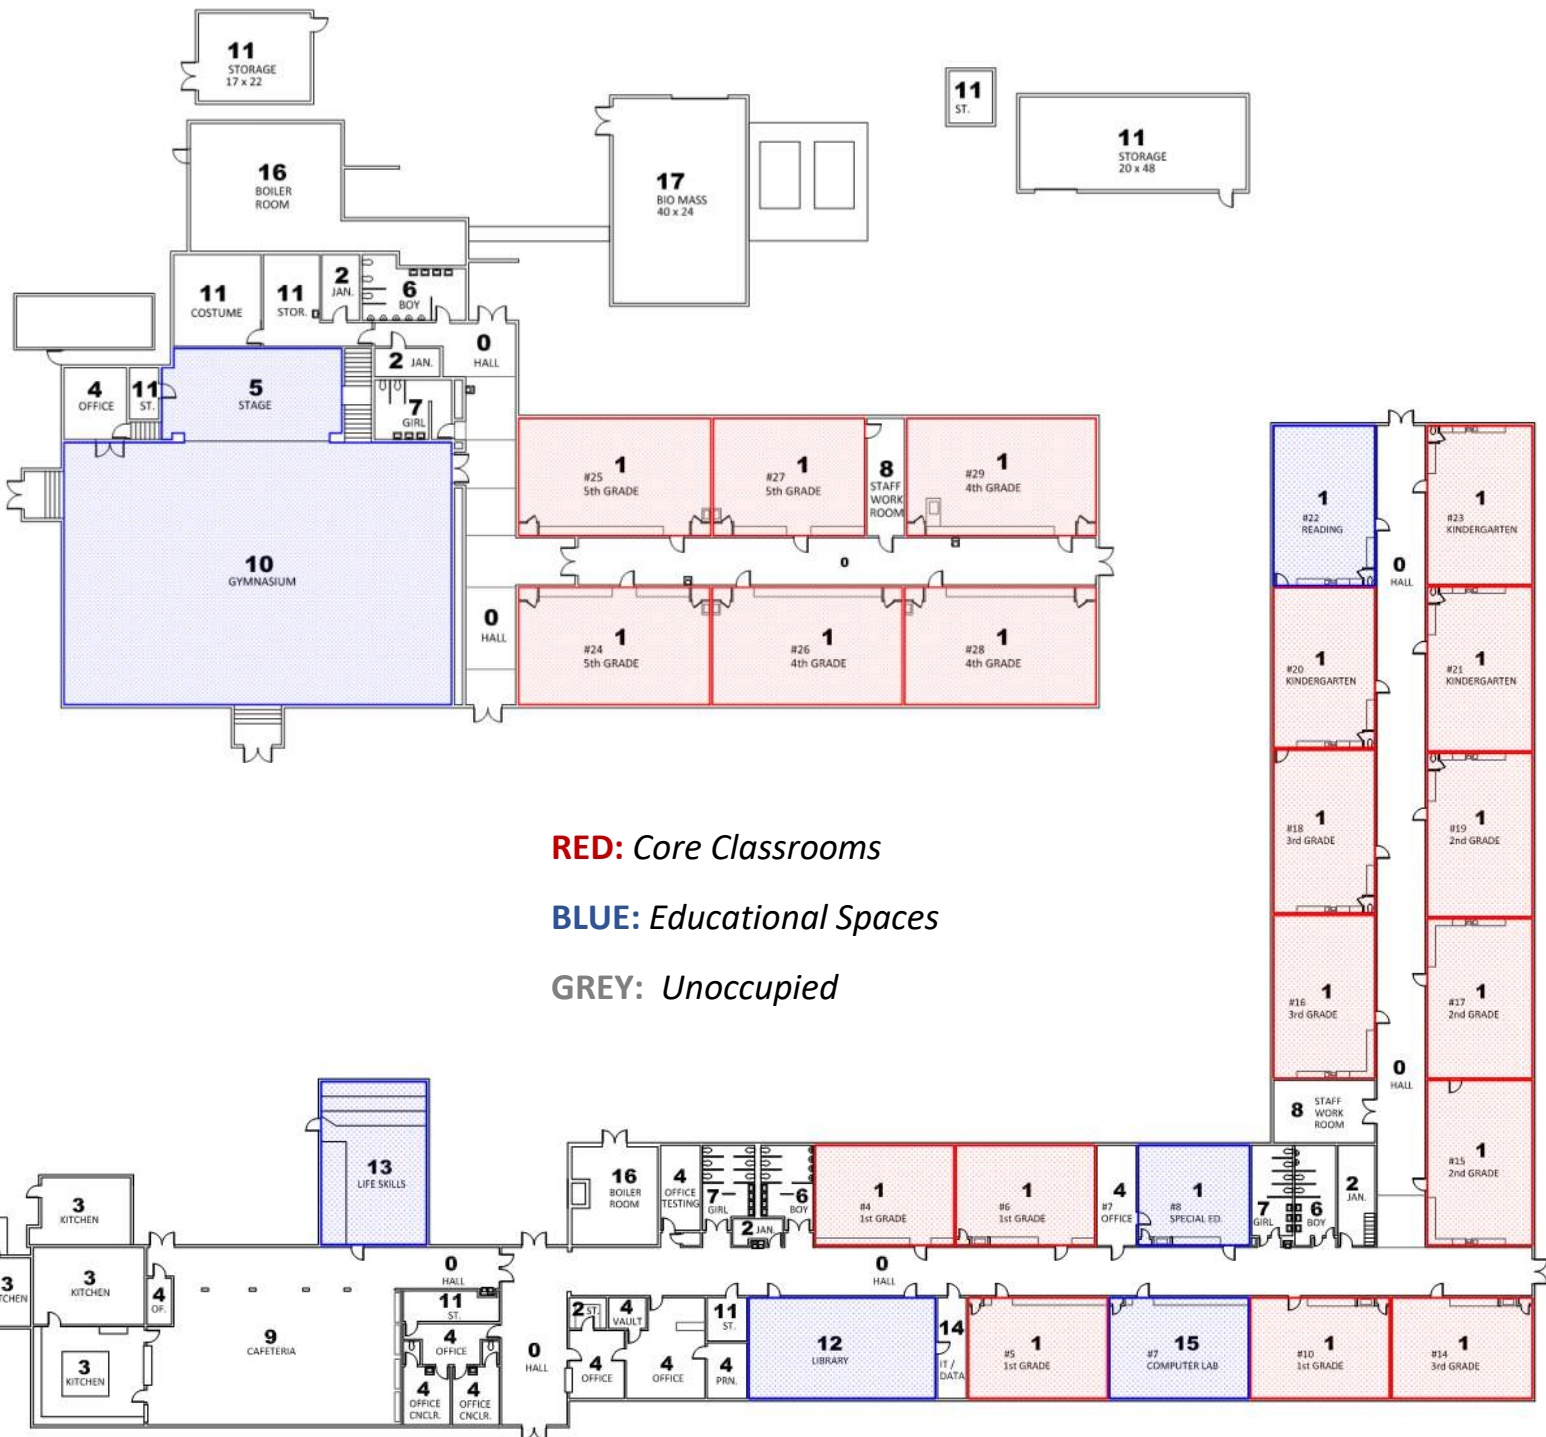 11
STORAGE
17 x 22
11
ST.
11
STORAGE
20 x 48
16
BOILER
ROOM
17
BIO MASS
40 x 24
11
COSTUME
11
STOR.
2
JAN.
6
BOY
0
HALL
2 JAN.
4
OFFICE
11
ST.
5
STAGE
7
GIRL
10
GYMNASIUM
0
HALL
1
#25
5th GRADE
1
#27
5th GRADE
8
STAFF
WORK
ROOM
1
#29
4th GRADE
0
1
#24
5th GRADE
1
#26
4th GRADE
1
#28
4th GRADE
1
#22
READING
1
#23
KINDERGARTEN
0
HALL
1
#20
KINDERGARTEN
1
#21
KINDERGARTEN
1
#18
3rd GRADE
1
#19
2nd GRADE
1
#16
3rd GRADE
1
#17
2nd GRADE
0
HALL
8
STAFF
WORK
ROOM
1
#15
2nd GRADE
RED: Core Classrooms
BLUE: Educational Spaces
GREY: Unoccupied
13
LIFE SKILLS
3
KITCHEN
3
KITCHEN
3
TCHEN
3
KITCHEN
4
OF.
9
CAFETERIA
0
HALL
11
ST.
4
OFFICE
4
OFFICE
CNCLR.
4
OFFICE
CNCLR.
0
HALL
16
BOILER
ROOM
4
OFFICE
TESTING
7
GIRL
6
BOY
2 JAN.
1
#4
1st GRADE
1
#6
1st GRADE
4
#7
OFFICE
1
#8
SPECIAL ED.
7
GIRL
6
BOY
2
JAN.
0
HALL
2 ST.
4
VAULT
11
ST.
4
OFFICE
4
OFFICE
4
PRN.
12
LIBRARY
14
IT /
DATA
1
#5
1st GRADE
15
#7
COMPUTER LAB
1
#10
1st GRADE
1
#14
3rd GRADE